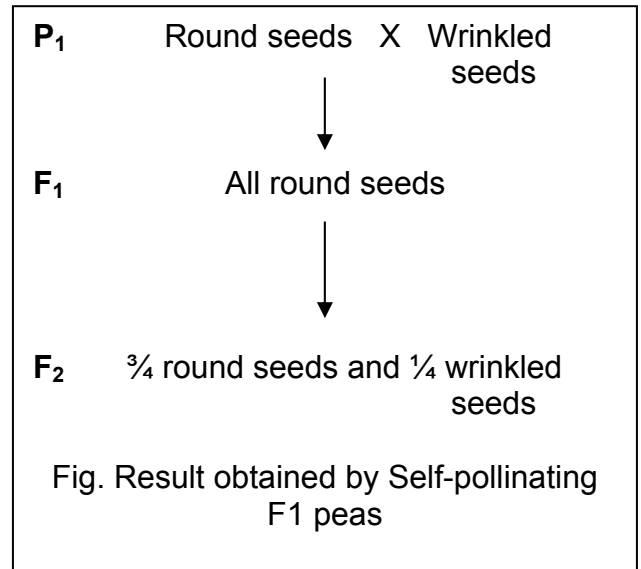 P₁ Round seeds X Wrinkled
seeds
F₁ All round seeds
F₂ ¾ round seeds and ¼ wrinkled
seeds
Fig. Result obtained by Self-pollinating
F1 peas